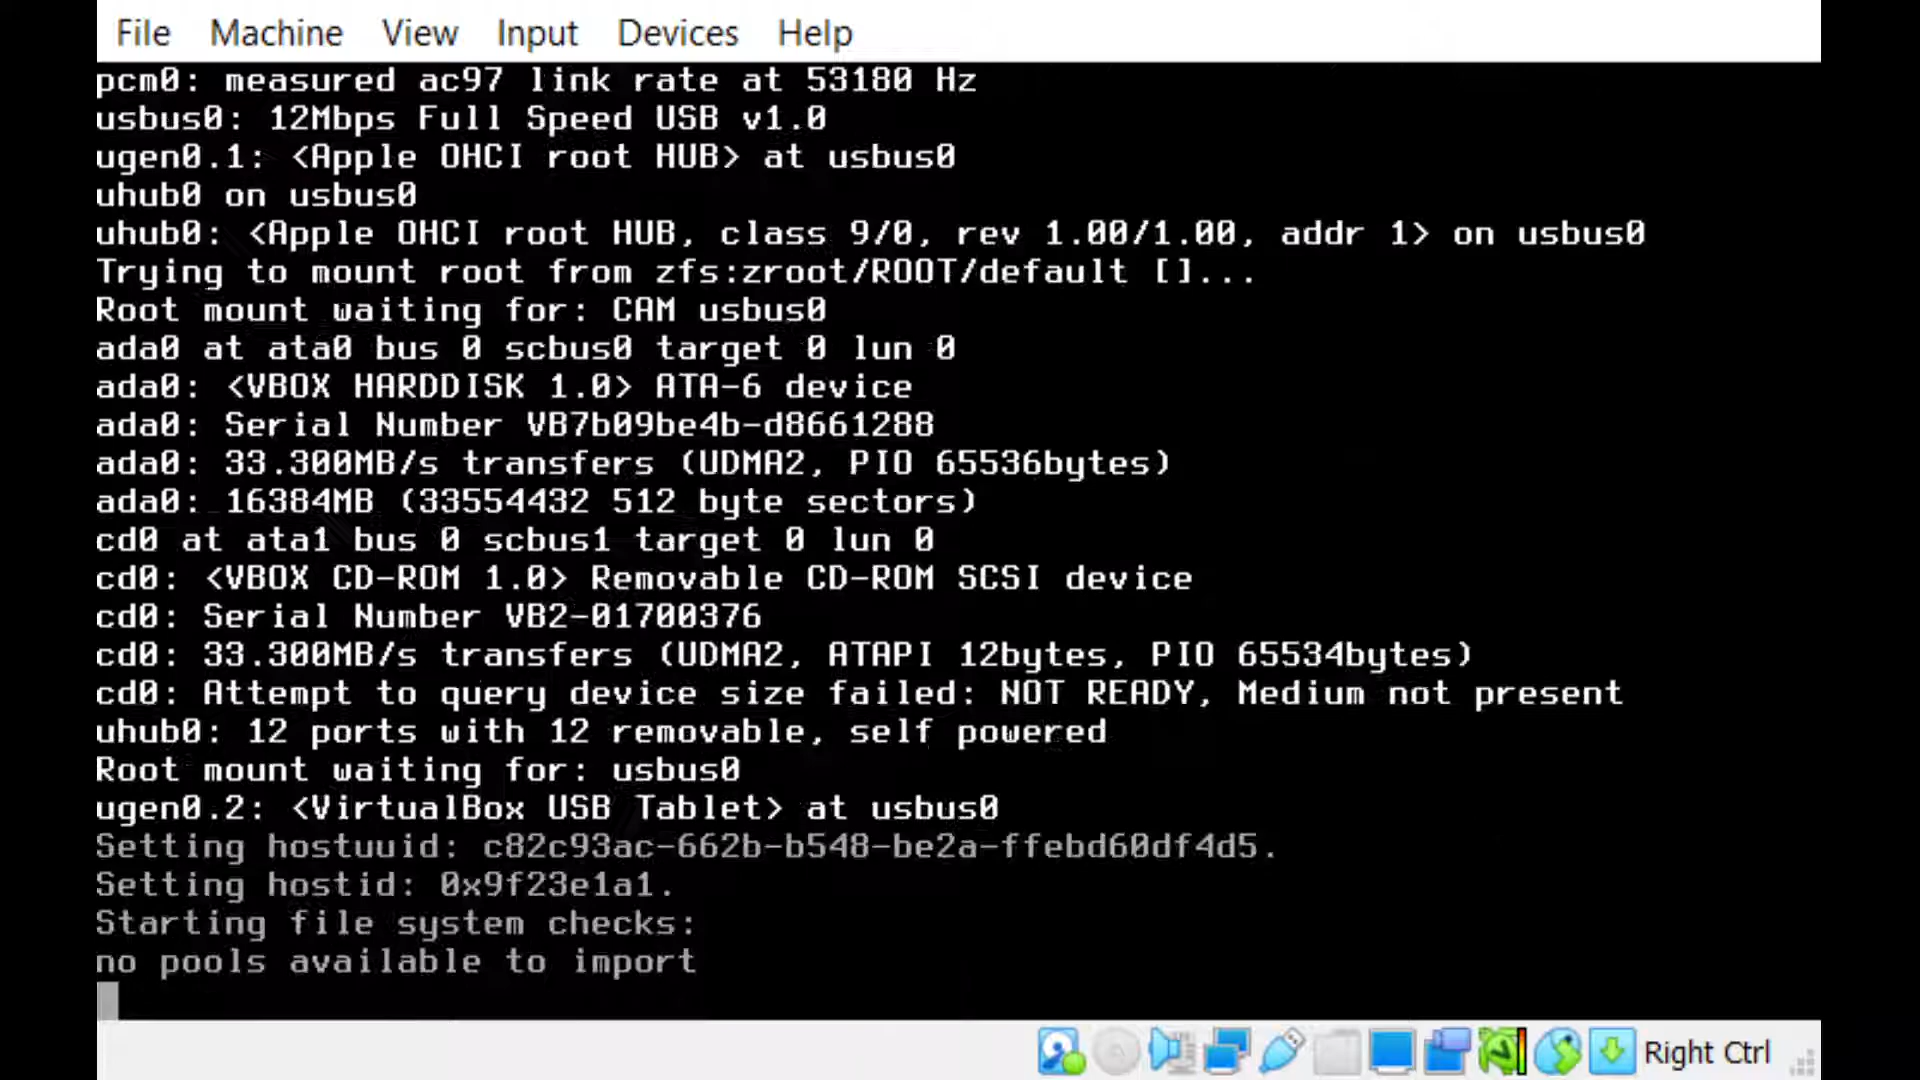 File Machine View Input Devices Help
pcm0: measured ac97 link rate at 53180 Hz
usbus0: 12Mbps Full Speed USB v1.0
ugen0.1: <Apple OHCI root HUB> at usbus0
uhub0 on usbus0
uhub0: <Apple OHCI root HUB, class 9/0, rev 1.00/1.00, addr 1> on usbus0
Trying to mount root from zfs:zroot/ROOT/default []...
Root mount waiting for: CAM usbus0
ada0 at ata0 bus 0 scbus0 target 0 lun 0
ada0: <VBOX HARDDISK 1.0> ATA-6 device
ada0: Serial Number VB7b09be4b-d8661288
ada0: 33.300MB/s transfers (UDMA2, PIO 65536bytes)
ada0: 16384MB (33554432 512 byte sectors)
cd0 at ata1 bus 0 scbus1 target 0 lun 0
cd0: <VBOX CD-ROM 1.0> Removable CD-ROM SCSI device
cd0: Serial Number VB2-01700376
cd0: 33.300MB/s transfers (UDMA2, ATAPI 12bytes, PIO 65534bytes)
cd0: Attempt to query device size failed: NOT READY, Medium not present
uhub0: 12 ports with 12 removable, self powered
Root mount waiting for: usbus0
ugen0.2: <VirtualBox USB Tablet> at usbus0
Setting hostuuid: c82c93ac-662b-b548-be2a-ffebd60df4d5.
Setting hostid: 0x9f23e1a1.
Starting file system checks:
no pools available to import
Right Ctrl